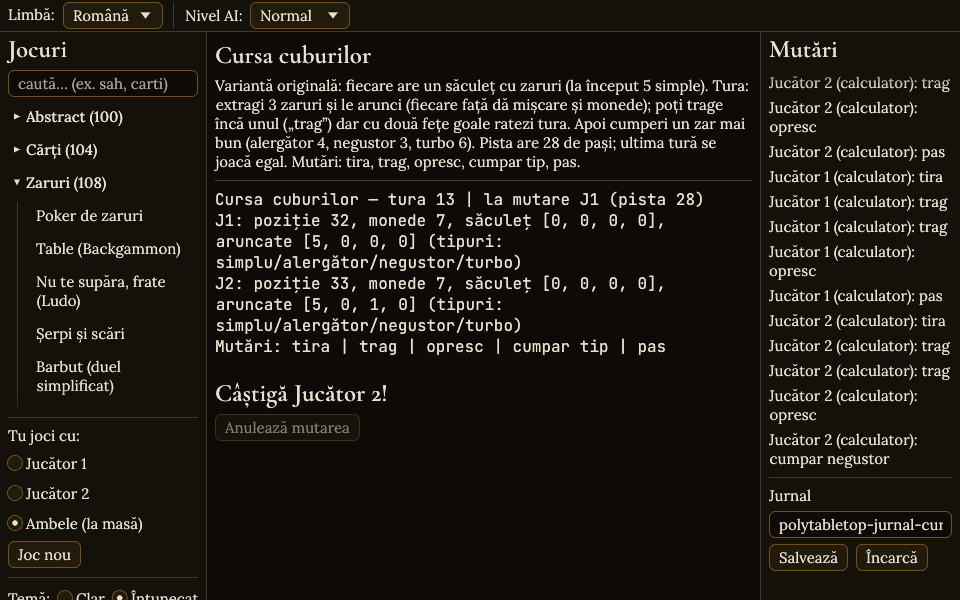 Limbă: Română Nivel AI: Normal
Jocuri
caută... (ex. sah, carti)
Abstract (100)
Cărți (104)
Zaruri (108)
Poker de zaruri
Table (Backgammon)
Nu te supăra, frate
(Ludo)
Șerpi și scări
Barbut (duel
simplificat)
Tu joci cu:
Jucător 1
Jucător 2
Ambele (la masă)
Joc nou
Temă: Clar Întunecat
Cursa cuburilor
Variantă originală: fiecare are un săculeț cu zaruri (la început 5 simple). Tura:
extragi 3 zaruri și le arunci (fiecare față dă mișcare și monede); poți trage
încă unul („trag”) dar cu două fețe goale ratezi tura. Apoi cumperi un zar mai
bun (alergător 4, negustor 3, turbo 6). Pista are 28 de pași; ultima tură se
joacă egal. Mutări: tira, trag, opresc, cumpar tip, pas.
Cursa cuburilor — tura 13 | la mutare J1 (pista 28)
J1: poziție 32, monede 7, săculeț [0, 0, 0, 0],
aruncate [5, 0, 0, 0] (tipuri:
simplu/alergător/negustor/turbo)
J2: poziție 33, monede 7, săculeț [0, 0, 0, 0],
aruncate [5, 0, 1, 0] (tipuri:
simplu/alergător/negustor/turbo)
Mutări: tira | trag | opresc | cumpar tip | pas
Câștigă Jucător 2!
Anulează mutarea
Mutări
Jucător 2 (calculator): trag
Jucător 2 (calculator):
opresc
Jucător 2 (calculator): pas
Jucător 1 (calculator): tira
Jucător 1 (calculator): trag
Jucător 1 (calculator): trag
Jucător 1 (calculator):
opresc
Jucător 1 (calculator): pas
Jucător 2 (calculator): tira
Jucător 2 (calculator): trag
Jucător 2 (calculator): trag
Jucător 2 (calculator):
opresc
Jucător 2 (calculator):
cumpar negustor
Jurnal
polytabletop-jurnal-cur
Salvează Încarcă